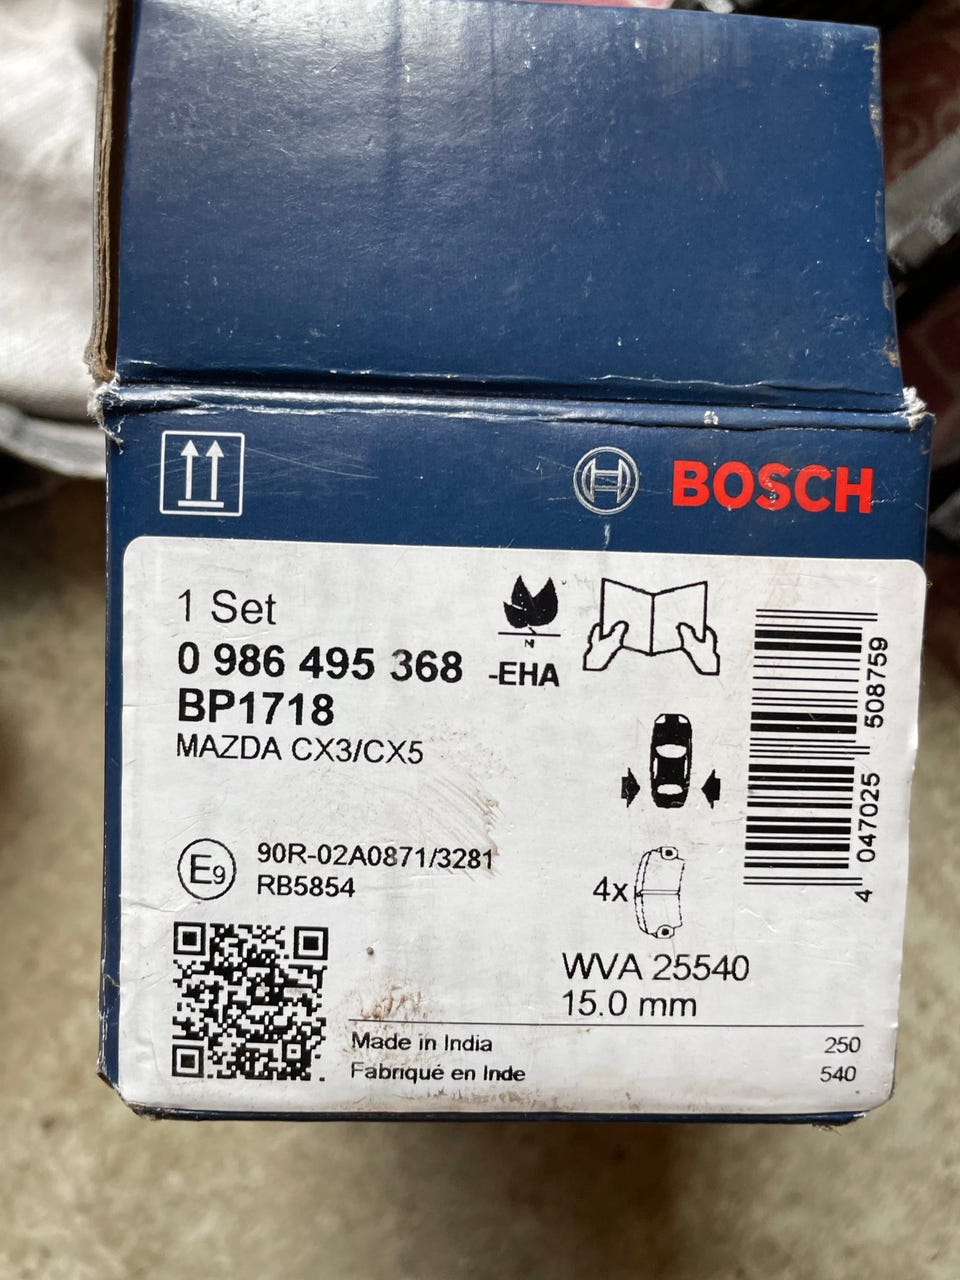 BOSCH
1 Set
0 986 495 368 -EHA
BP1718
MAZDA CX3/CX5
E9
90R-02A0871/3281
RB5854
4x
WVA 25540
15.0 mm
Made in India 250
Fabriqué en Inde 540
4 047025 508759